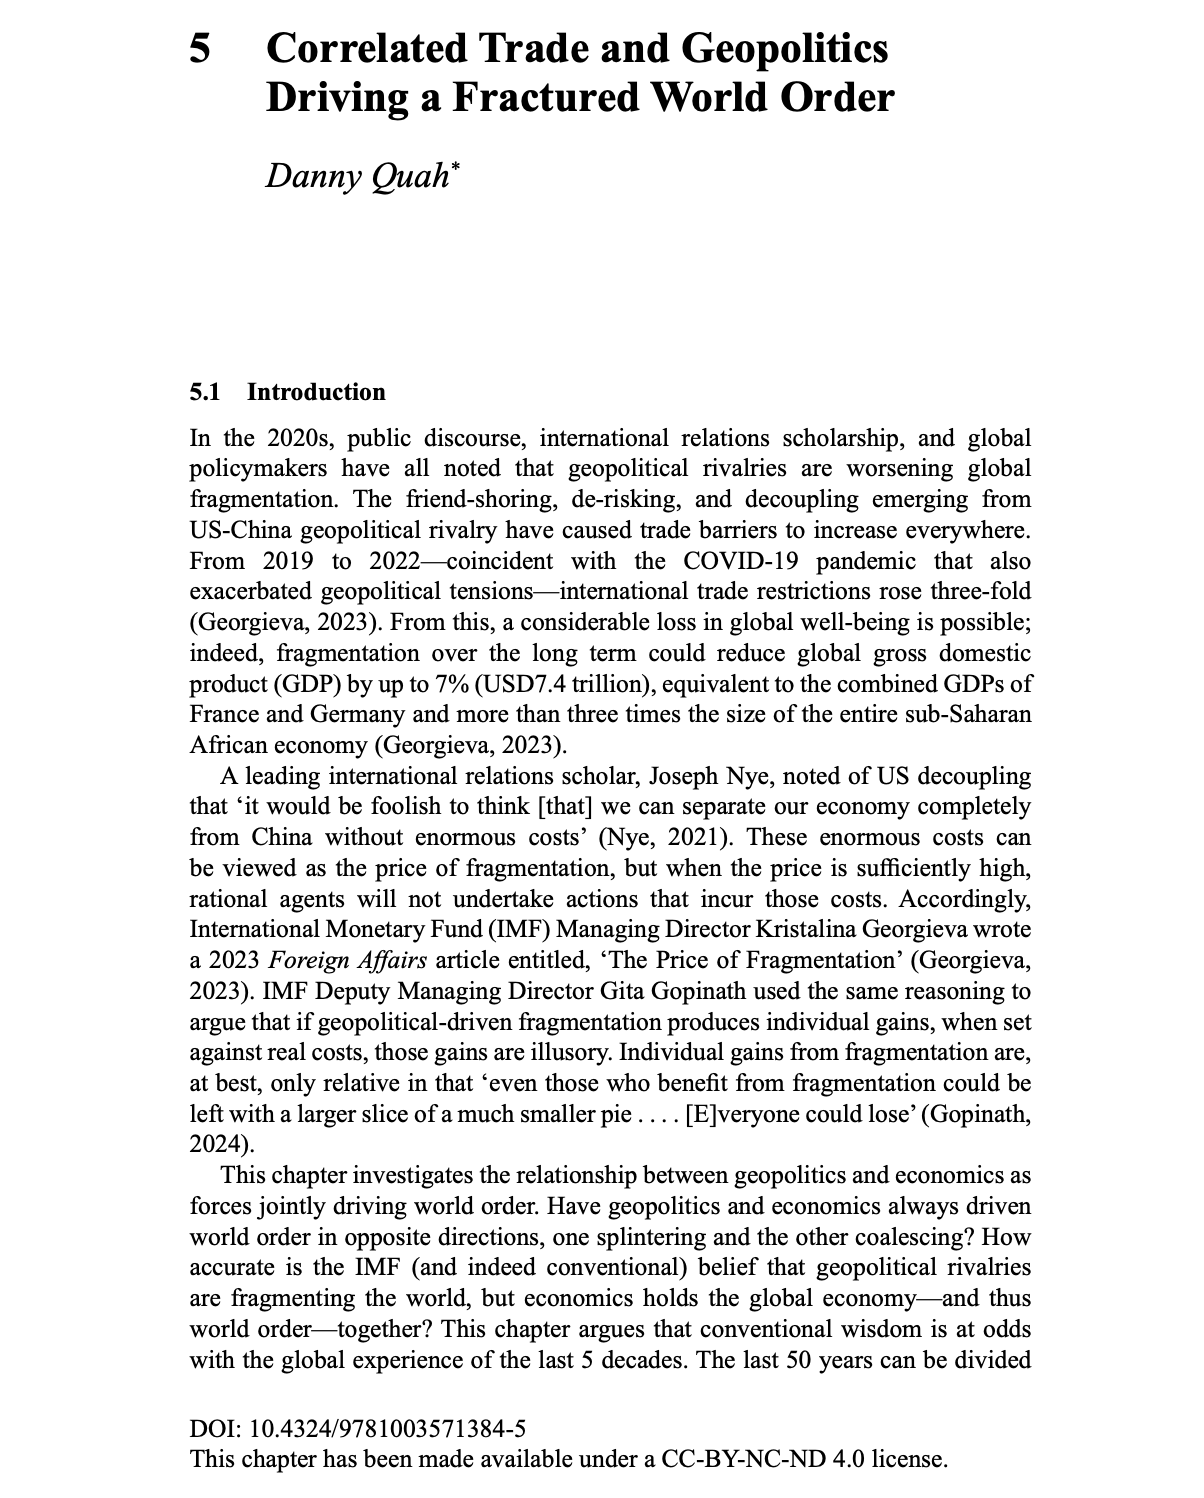 5 Correlated Trade and Geopolitics
Driving a Fractured World Order
Danny Quah*
5.1 Introduction
In the 2020s, public discourse, international relations scholarship, and global
policymakers have all noted that geopolitical rivalries are worsening global
fragmentation. The friend-shoring, de-risking, and decoupling emerging from
US-China geopolitical rivalry have caused trade barriers to increase everywhere.
From 2019 to 2022—coincident with the COVID-19 pandemic that also
exacerbated geopolitical tensions—international trade restrictions rose three-fold
(Georgieva, 2023). From this, a considerable loss in global well-being is possible;
indeed, fragmentation over the long term could reduce global gross domestic
product (GDP) by up to 7% (USD7.4 trillion), equivalent to the combined GDPs of
France and Germany and more than three times the size of the entire sub-Saharan
African economy (Georgieva, 2023).
A leading international relations scholar, Joseph Nye, noted of US decoupling
that ‘it would be foolish to think [that] we can separate our economy completely
from China without enormous costs’ (Nye, 2021). These enormous costs can
be viewed as the price of fragmentation, but when the price is sufficiently high,
rational agents will not undertake actions that incur those costs. Accordingly,
International Monetary Fund (IMF) Managing Director Kristalina Georgieva wrote
a 2023 Foreign Affairs article entitled, ‘The Price of Fragmentation’ (Georgieva,
2023). IMF Deputy Managing Director Gita Gopinath used the same reasoning to
argue that if geopolitical-driven fragmentation produces individual gains, when set
against real costs, those gains are illusory. Individual gains from fragmentation are,
at best, only relative in that ‘even those who benefit from fragmentation could be
left with a larger slice of a much smaller pie . . . . [E]veryone could lose’ (Gopinath,
2024).
This chapter investigates the relationship between geopolitics and economics as
forces jointly driving world order. Have geopolitics and economics always driven
world order in opposite directions, one splintering and the other coalescing? How
accurate is the IMF (and indeed conventional) belief that geopolitical rivalries
are fragmenting the world, but economics holds the global economy—and thus
world order—together? This chapter argues that conventional wisdom is at odds
with the global experience of the last 5 decades. The last 50 years can be divided
DOI: 10.4324/9781003571384-5
This chapter has been made available under a CC-BY-NC-ND 4.0 license.